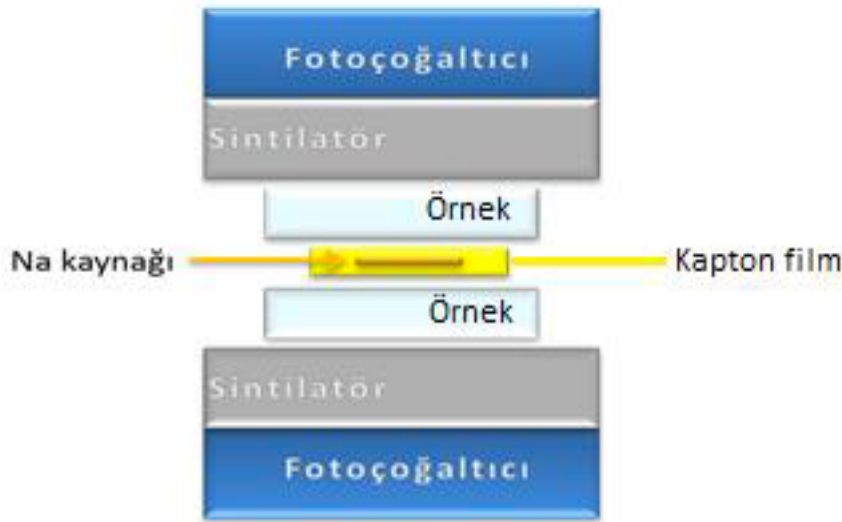 Fotoçoğaltıcı
Sintilatör
Örnek
Na kaynağı
Kapton film
Örnek
Sintilatör
Fotoçoğaltıcı